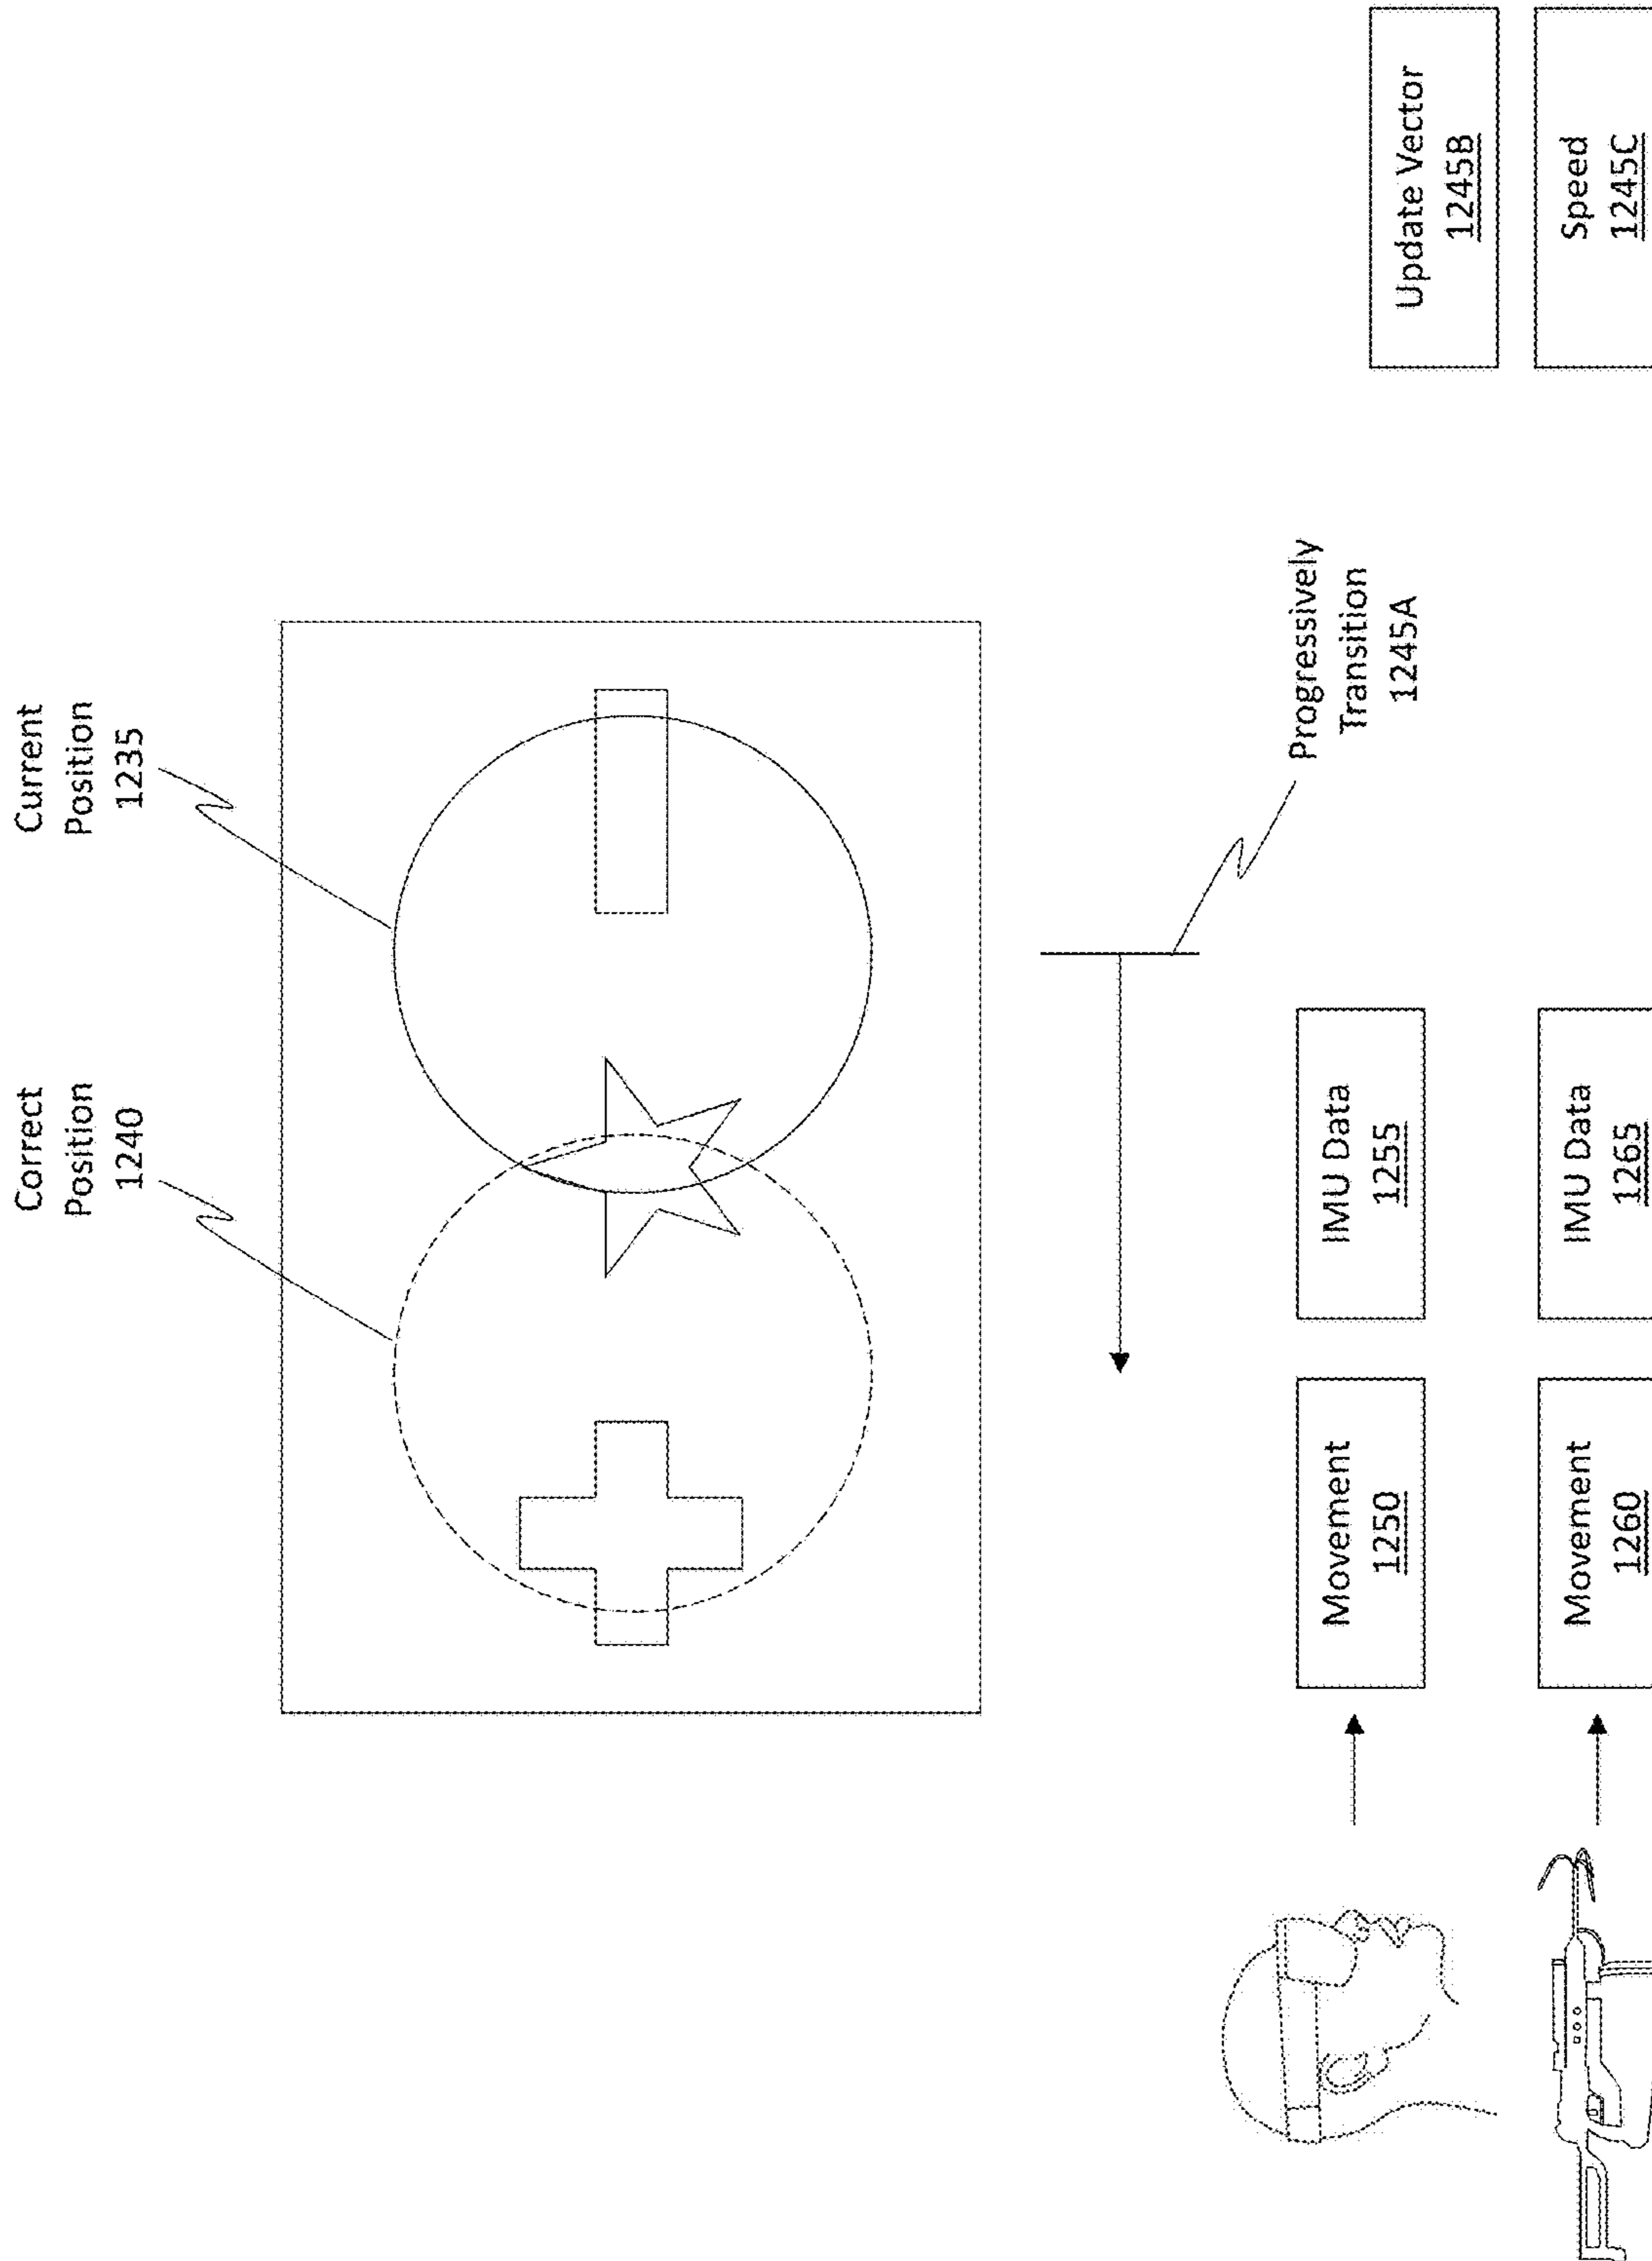 Correct
Position
1240
Current
Position
1235
Progressively
Transition
1245A
Movement
1250
IMU Data
1255
Update Vector
1245B
Movement
1260
IMU Data
1265
Speed
1245C